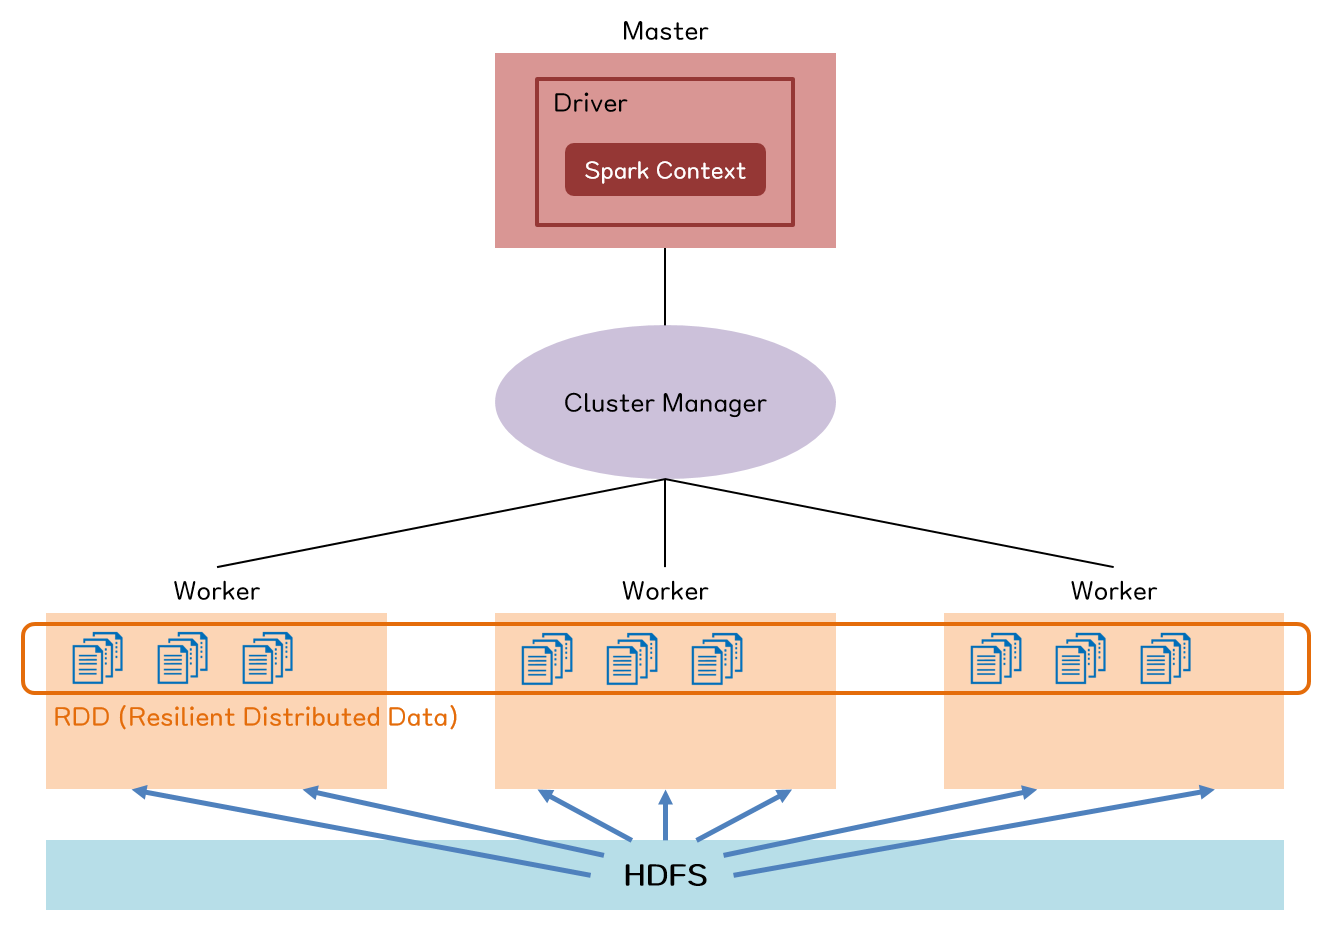 Master
Driver
Spark Context
Cluster Manager
Worker
Worker
Worker
RDD (Resilient Distributed Data)
HDFS